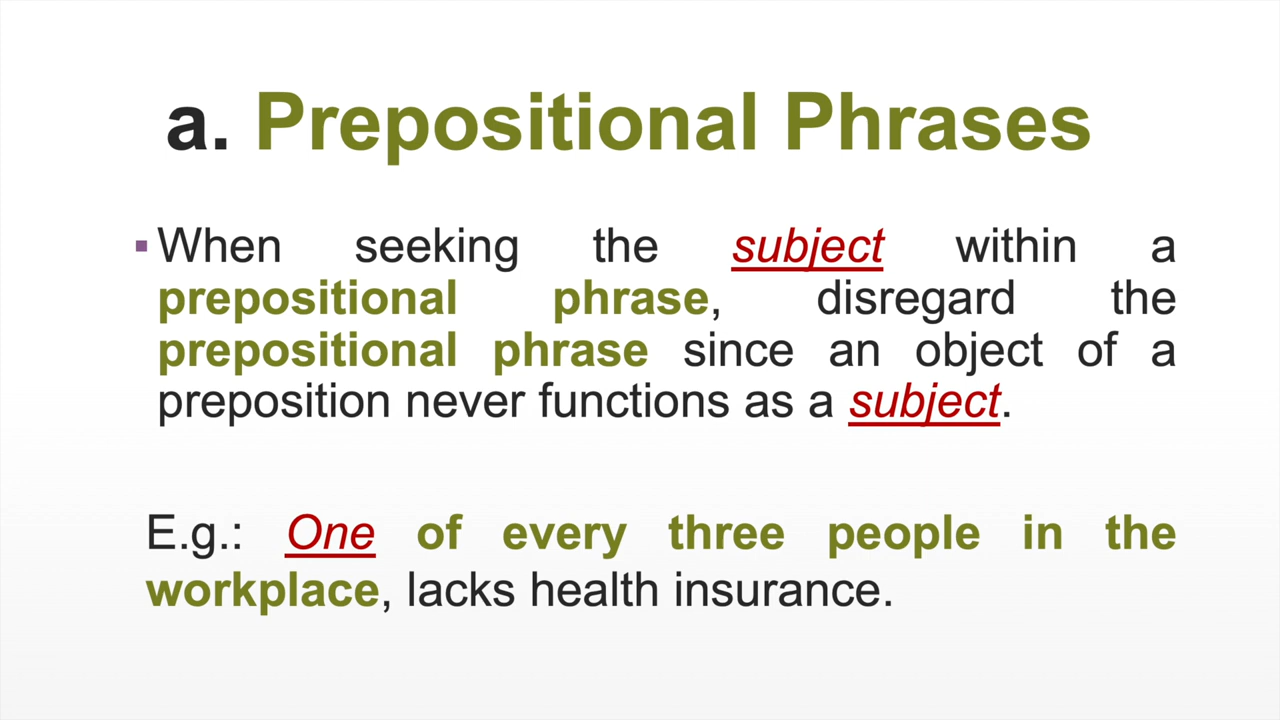 a. Prepositional Phrases
▪When seeking the subject within a
prepositional phrase, disregard the
prepositional phrase since an object of a
preposition never functions as a subject.
E.g.: One of every three people in the
workplace, lacks health insurance.